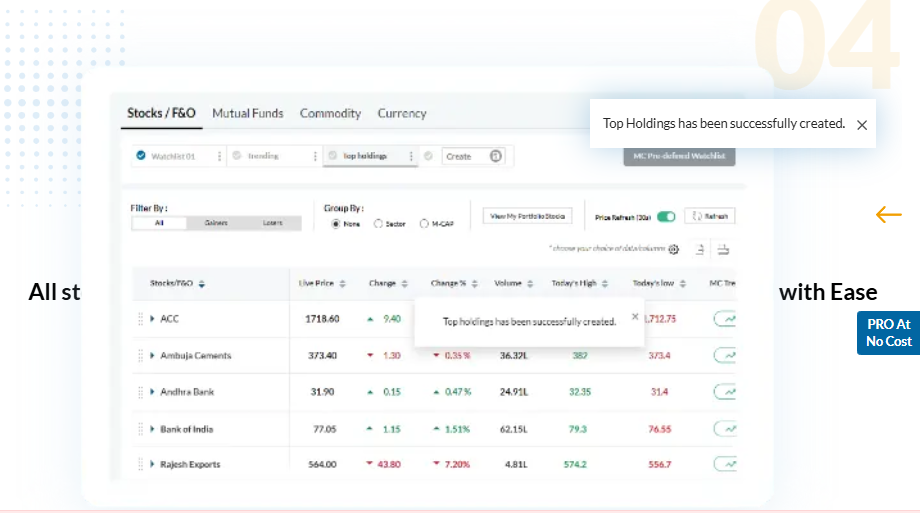 04
Stocks / F&O Mutual Funds Commodity Currency
Top Holdings has been successfully created. ×
Watchlist 01 Trending Top holdings Create
MC Pre-defined Watchlist
Filter By: Group By:
All Gainers Losers None Sector M-CAP View My Portfolio Stocks Price Refresh (30s) Refresh
* choose your choice of data/columns
All st with Ease
Stocks/F&O Live Price Change Change % Volume Today's High Today's low MC Tre
PRO At
No Cost
Top holdings has been successfully created. ×
ACC 1718.60 9.40 1,712.75
Ambuja Cements 373.40 1.30 0.35 % 36.32L 382 373.4
Andhra Bank 31.90 0.15 0.47 % 24.91L 32.35 31.4
Bank of India 77.05 1.15 1.51% 62.15L 79.3 76.55
Rajesh Exports 564.00 43.80 7.20% 4.81L 574.2 556.7